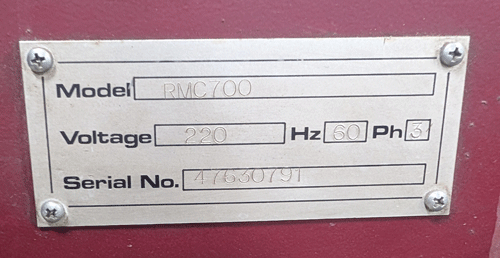 Model RMC700
Voltage 220 Hz 60 Ph 3
Serial No. 47630791